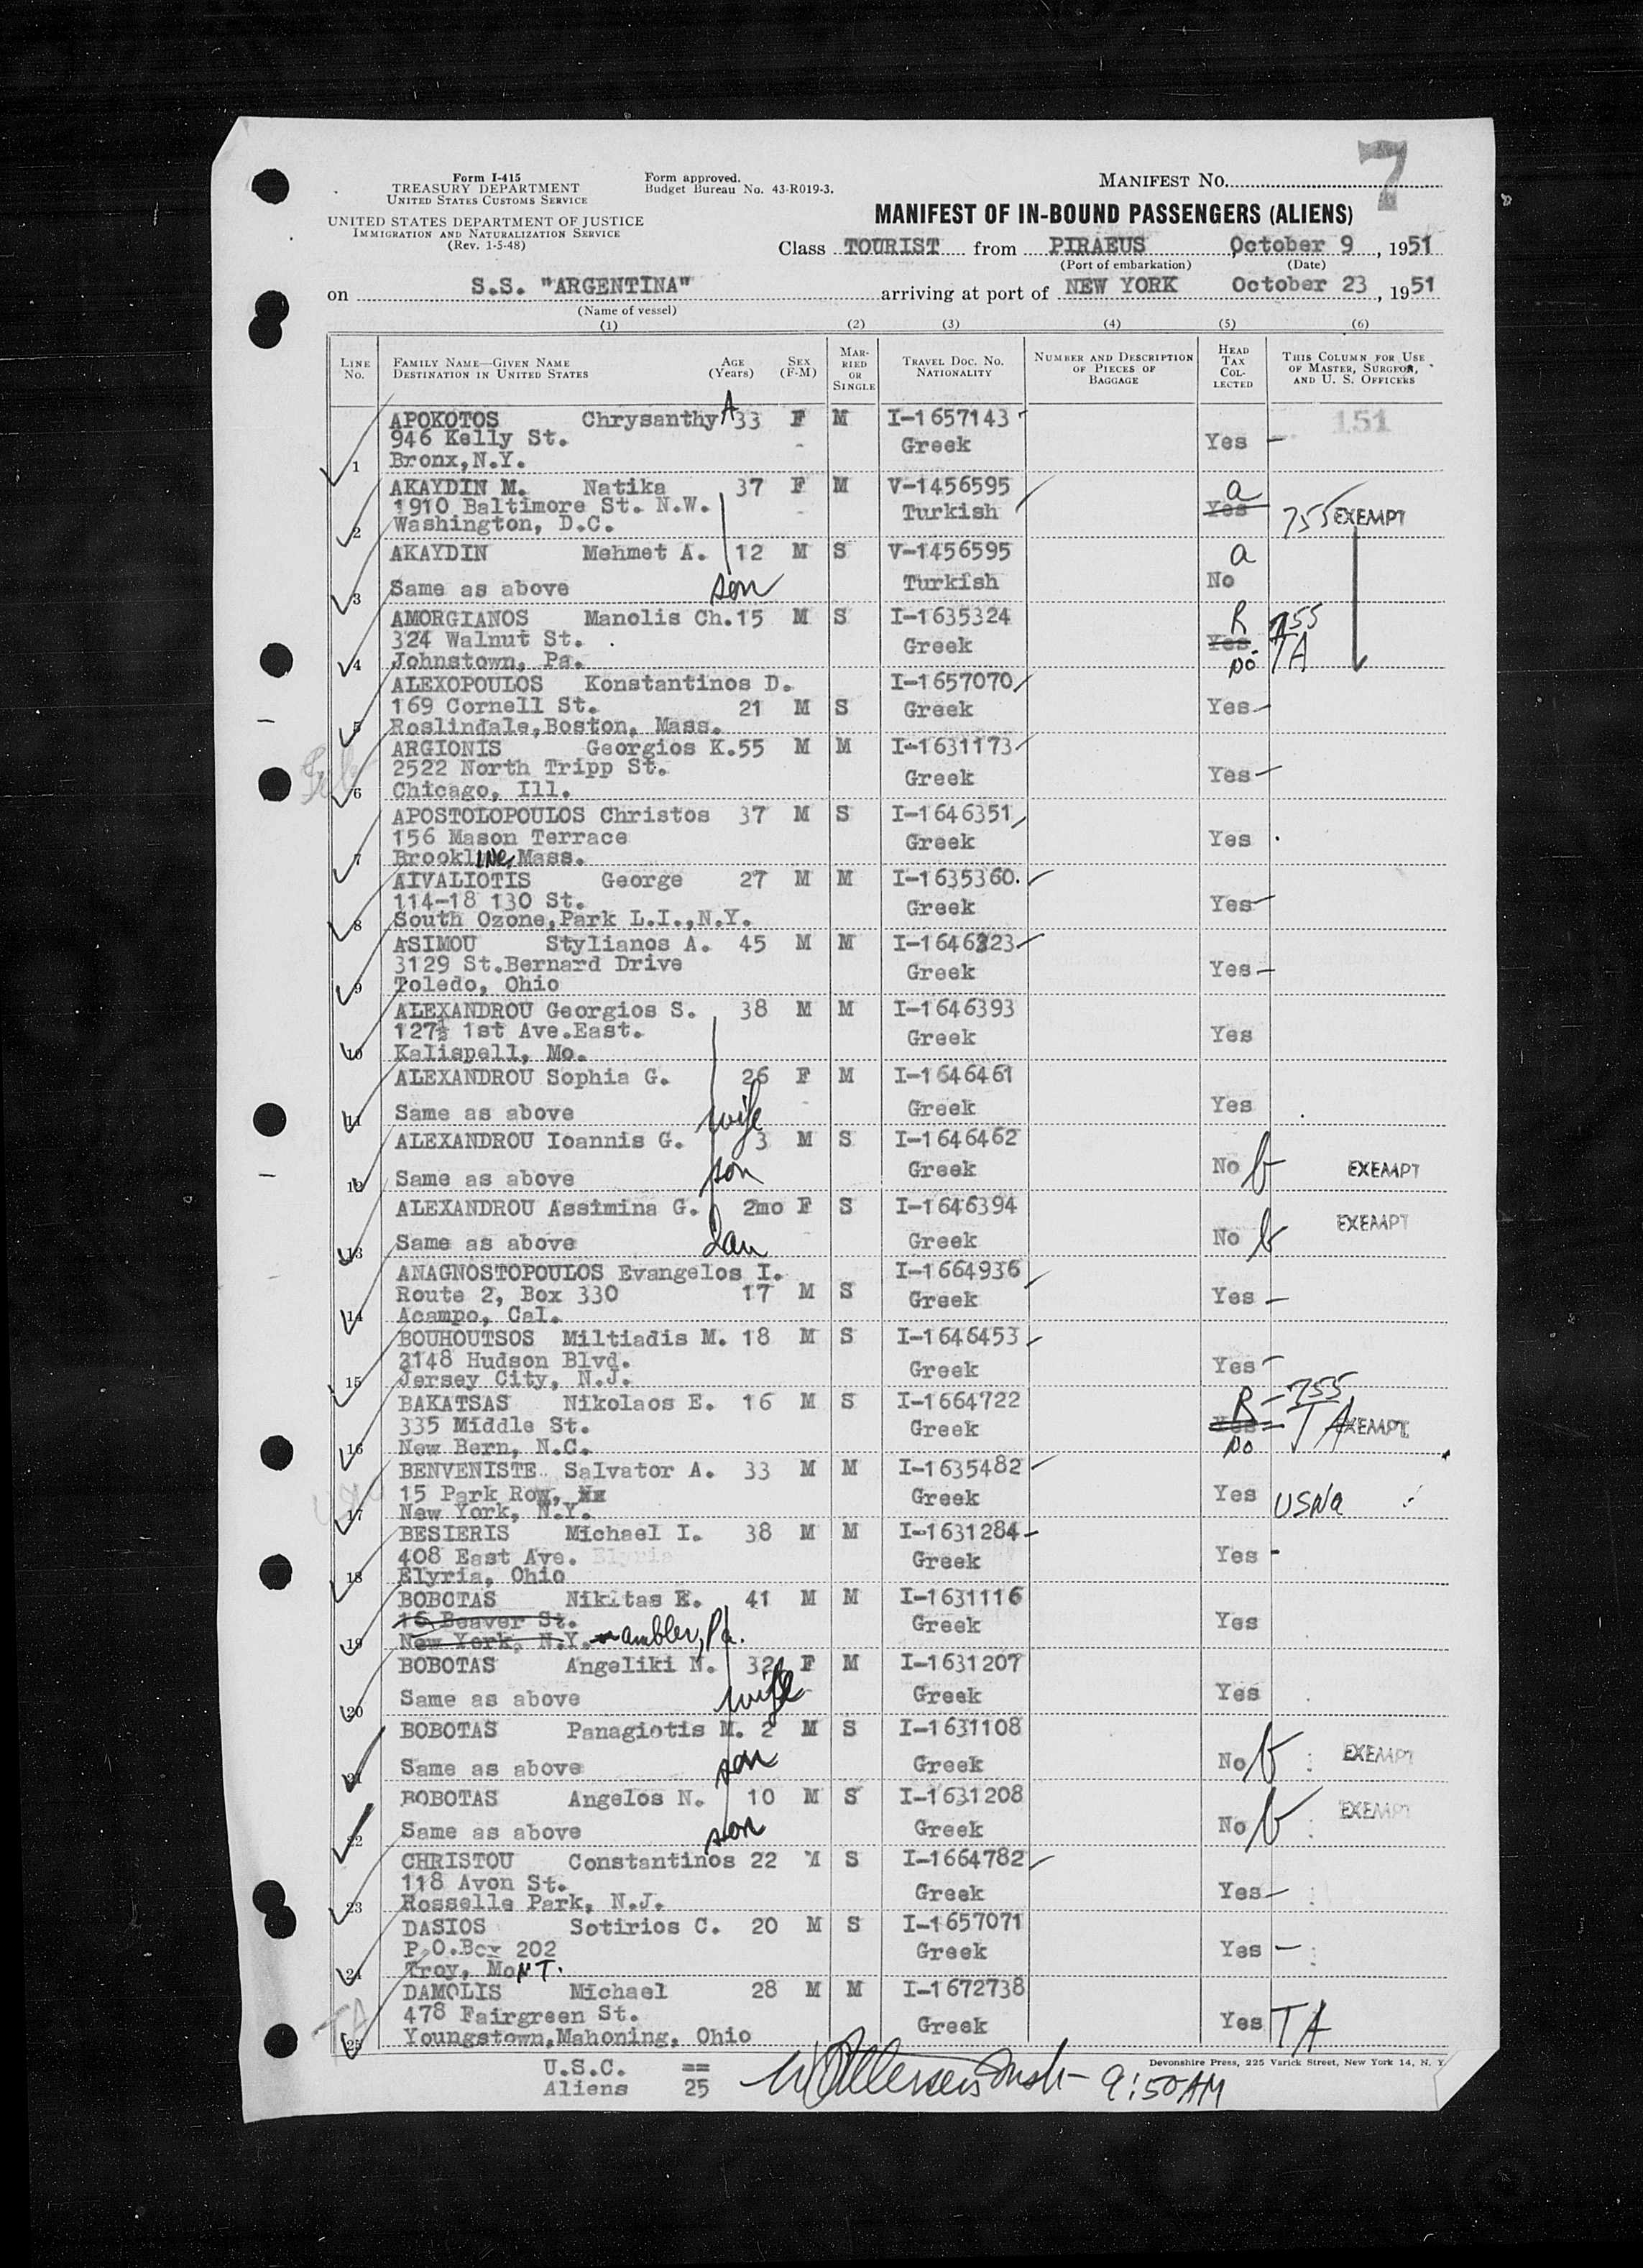 7
Form I-415
TREASURY DEPARTMENT
UNITED STATES CUSTOMS SERVICE
UNITED STATES DEPARTMENT OF JUSTICE
IMMIGRATION AND NATURALIZATION SERVICE
(Rev. 1-5-48)
Form approved.
Budget Bureau No. 43-R019-3.
MANIFEST NO.
MANIFEST OF IN-BOUND PASSENGERS (ALIENS)
Class TOURIST from PIRAEUS October 9, 1951
(Port of embarkation) (Date)
on S.S. "ARGENTINA" arriving at port of NEW YORK October 23, 1951
(Name of vessel)
(1) (2) (3) (4) (5) (6)
LINE NO. FAMILY NAME—GIVEN NAME DESTINATION IN UNITED STATES AGE (Years) SEX (F-M) MARRIED OR SINGLE TRAVEL DOC. NO. NATIONALITY NUMBER AND DESCRIPTION OF PIECES OF BAGGAGE HEAD TAX COLLECTED THIS COLUMN FOR USE OF MASTER, SURGEON, AND U. S. OFFICERS
APOKOTOS Chrysanthy A 33 F M I-1657143 151
946 Kelly St. Greek Yes —
1 Bronx, N.Y.
AKAYDIN M. Natika 37 F M V-1456595 a
1910 Baltimore St. N.W. Turkish Yes 755 EXEMPT
2 Washington, D.C.
AKAYDIN Mehmet A. 12 M S V-1456595 a
3 Same as above son Turkish No
AMORGIANOS Manolis Ch. 15 M S I-1635324 R 755
324 Walnut St. Greek Yes TA
4 Johnstown, Pa. no
ALEXOPOULOS Konstantinos D. I-1657070
169 Cornell St. 21 M S Greek Yes —
5 Roslindale, Boston, Mass.
ARGIONIS Georgios K. 55 M M I-1631173
2522 North Tripp St. Greek Yes —
6 Chicago, Ill.
APOSTOLOPOULOS Christos 37 M S I-1646351
156 Mason Terrace Greek Yes
7 Brookline, Mass.
AIVALIOTIS George 27 M M I-1635360.
114-18 130 St. Greek Yes —
8 South Ozone, Park L.I., N.Y.
ASIMOU Stylianos A. 45 M M I-1646323
3129 St.Bernard Drive Greek Yes —
9 Toledo, Ohio
ALEXANDROU Georgios S. 38 M M I-1646393
127½ 1st Ave.East. Greek Yes
10 Kalispell, Mo.
ALEXANDROU Sophia G. 26 F M I-1646461
11 Same as above wife Greek Yes
ALEXANDROU Ioannis G. 3 M S I-1646462
12 Same as above son Greek No b EXEMPT
ALEXANDROU Assimina G. 2mo F S I-1646394
13 Same as above dau Greek No b EXEMPT
ANAGNOSTOPOULOS Evangelos I. I-1664936
Route 2, Box 330 17 M S Greek Yes —
14 Acampo, Cal.
BOUHOUTSOS Miltiadis M. 18 M S I-1646453
3148 Hudson Blvd. Greek Yes —
15 Jersey City, N.J.
BAKATSAS Nikolaos E. 16 M S I-1664722 R - 755
335 Middle St. Greek Yes TA EXEMPT
16 New Bern, N.C. no
BENVENISTE Salvator A. 33 M M I-1635482
15 Park Row, Greek Yes USNa
17 New York, N.Y.
BESIERIS Michael I. 38 M M I-1631284
408 East Ave. Elyria Greek Yes -
18 Elyria, Ohio
BOBOTAS Nikitas E. 41 M M I-1631116
16 Beaver St. Greek Yes
19 New York, N.Y. ambler, Pa.
BOBOTAS Angeliki N. 32 F M I-1631207
20 Same as above wife Greek Yes
BOBOTAS Panagiotis M. 2 M S I-1631108
21 Same as above son Greek No b EXEMPT
BOBOTAS Angelos N. 10 M S I-1631208
22 Same as above son Greek No b EXEMPT
CHRISTOU Constantinos 22 M S I-1664782
118 Avon St. Greek Yes —
23 Rosselle Park, N.J.
DASIOS Sotirios C. 20 M S I-1657071
P.O.Box 202 Greek Yes —
24 Troy, MoNT.
DAMOLIS Michael 28 M M I-1672738
478 Fairgreen St. Greek Yes TA
25 Youngstown, Mahoning, Ohio
Devonshire Press, 225 Varick Street, New York 14, N. Y.
U.S.C. ==
Aliens 25 9:50 AM